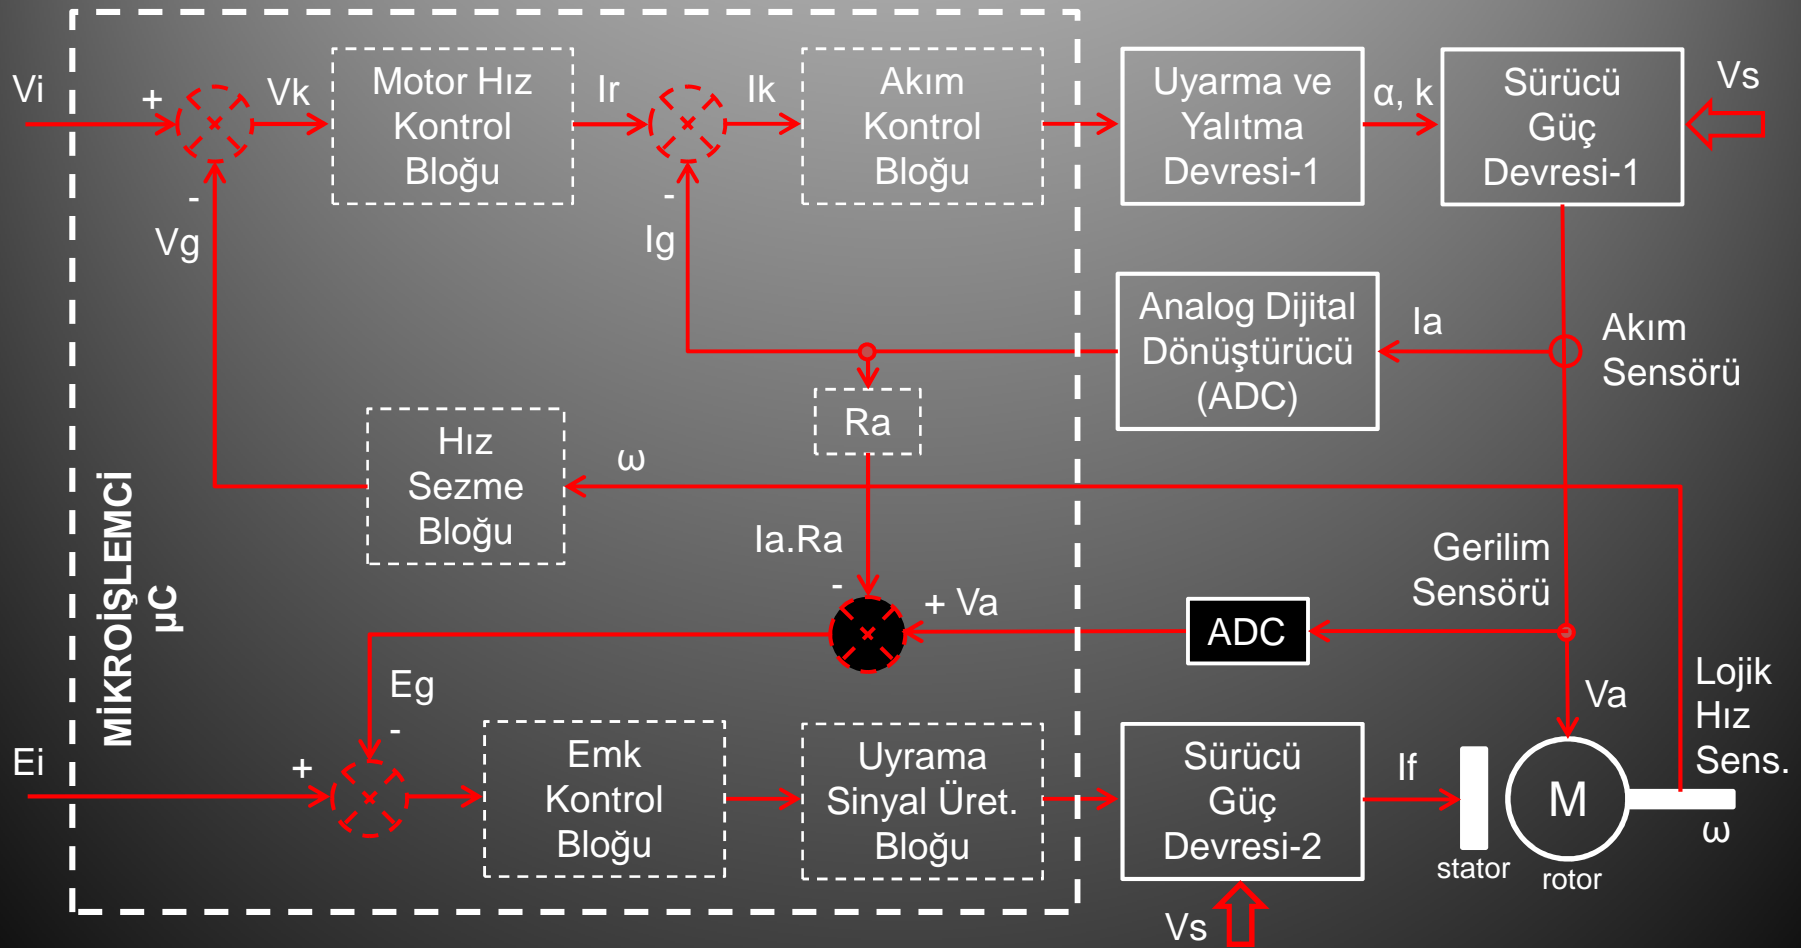 Vi
+
Vk
Motor Hız
Kontrol
Bloğu
Ir
-
Ik
Akım
Kontrol
Bloğu
Uyarma ve
Yalıtma
Devresi-1
α, k
Sürücü
Güç
Devresi-1
Vs
-
Vg
-
Ig
Analog Dijital
Dönüştürücü
(ADC)
Ia
Akım
Sensörü
Ra
Hız
Sezme
Bloğu
ω
MİKROİŞLEMCİ
µC
Ia.Ra
-
+ Va
ADC
Gerilim
Sensörü
Eg
-
Va
Lojik
Hız
Sens.
Ei
+
Emk
Kontrol
Bloğu
Uyrama
Sinyal Üret.
Bloğu
Sürücü
Güç
Devresi-2
If
M
ω
stator
rotor
Vs